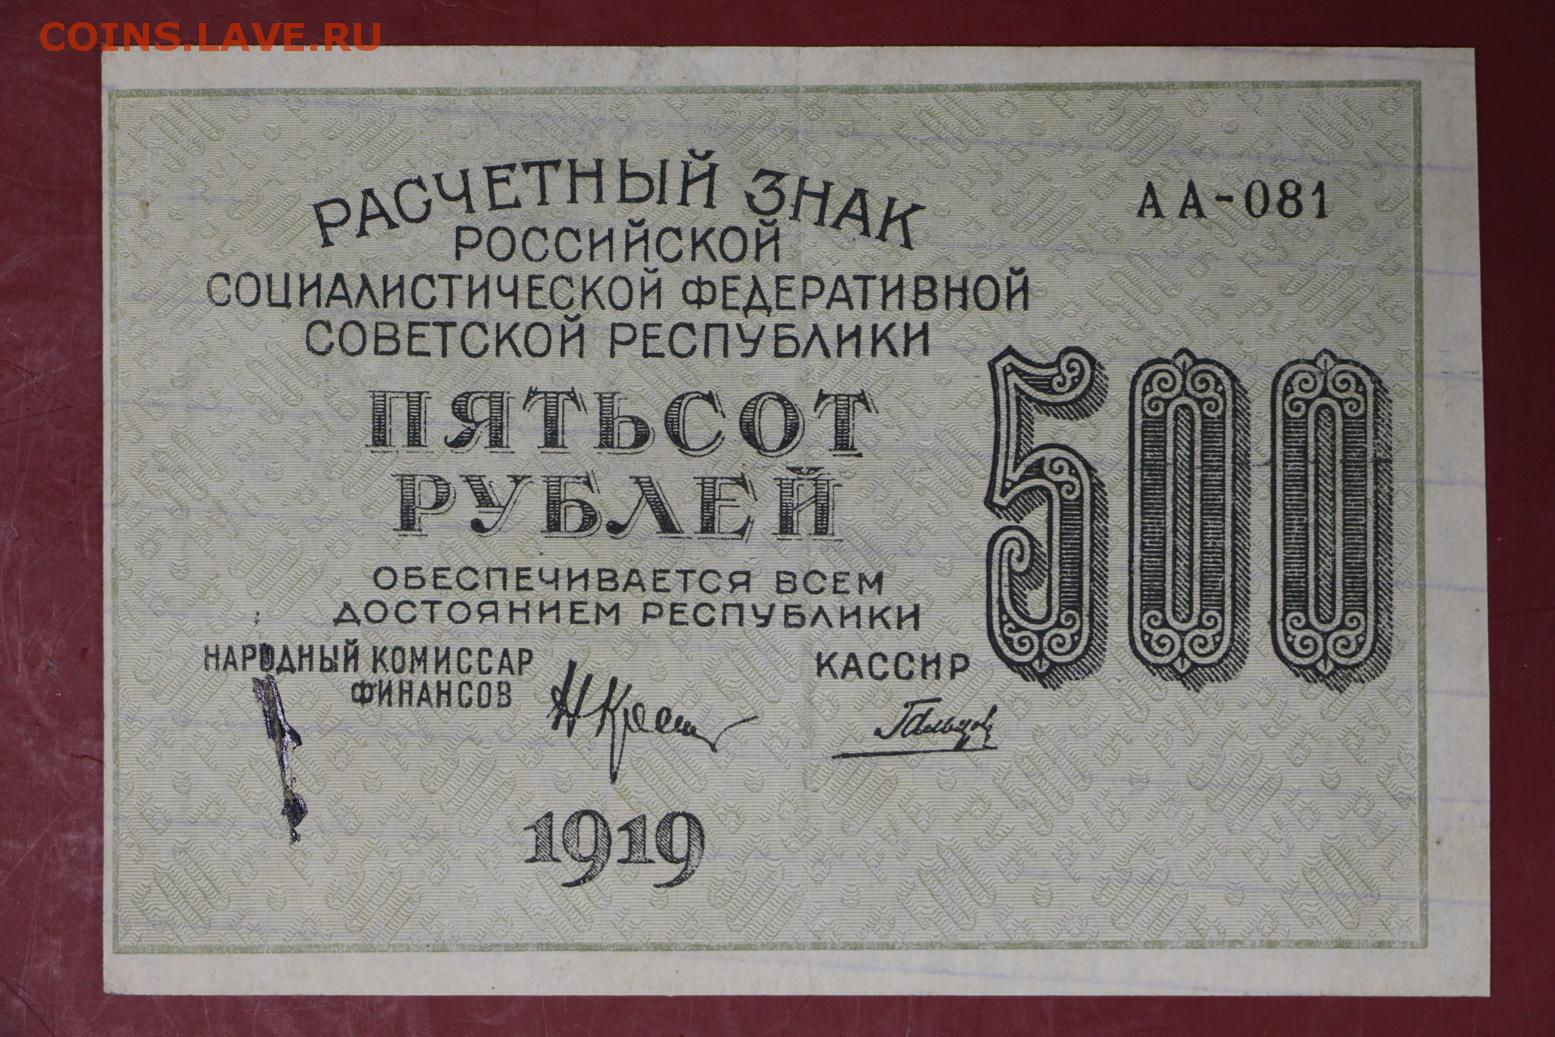 COINS.LAVE.RU
РАСЧЕТНЫЙ ЗНАК
АА-081
РОССИЙСКОЙ
СОЦИАЛИСТИЧЕСКОЙ ФЕДЕРАТИВНОЙ
СОВЕТСКОЙ РЕСПУБЛИКИ
ПЯТЬСОТ
РУБЛЕЙ
500
ОБЕСПЕЧИВАЕТСЯ ВСЕМ
ДОСТОЯНИЕМ РЕСПУБЛИКИ
НАРОДНЫЙ КОМИССАР
ФИНАНСОВ
КАССИР
1919